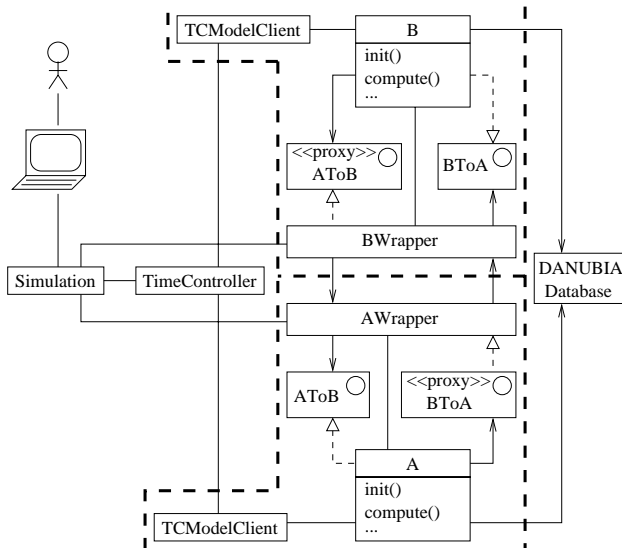 TCModelClient
B
init()
compute()
...
<<proxy>>
AToB
BToA
BWrapper
Simulation
TimeController
DANUBIA
Database
AWrapper
AToB
<<proxy>>
BToA
A
init()
compute()
...
TCModelClient